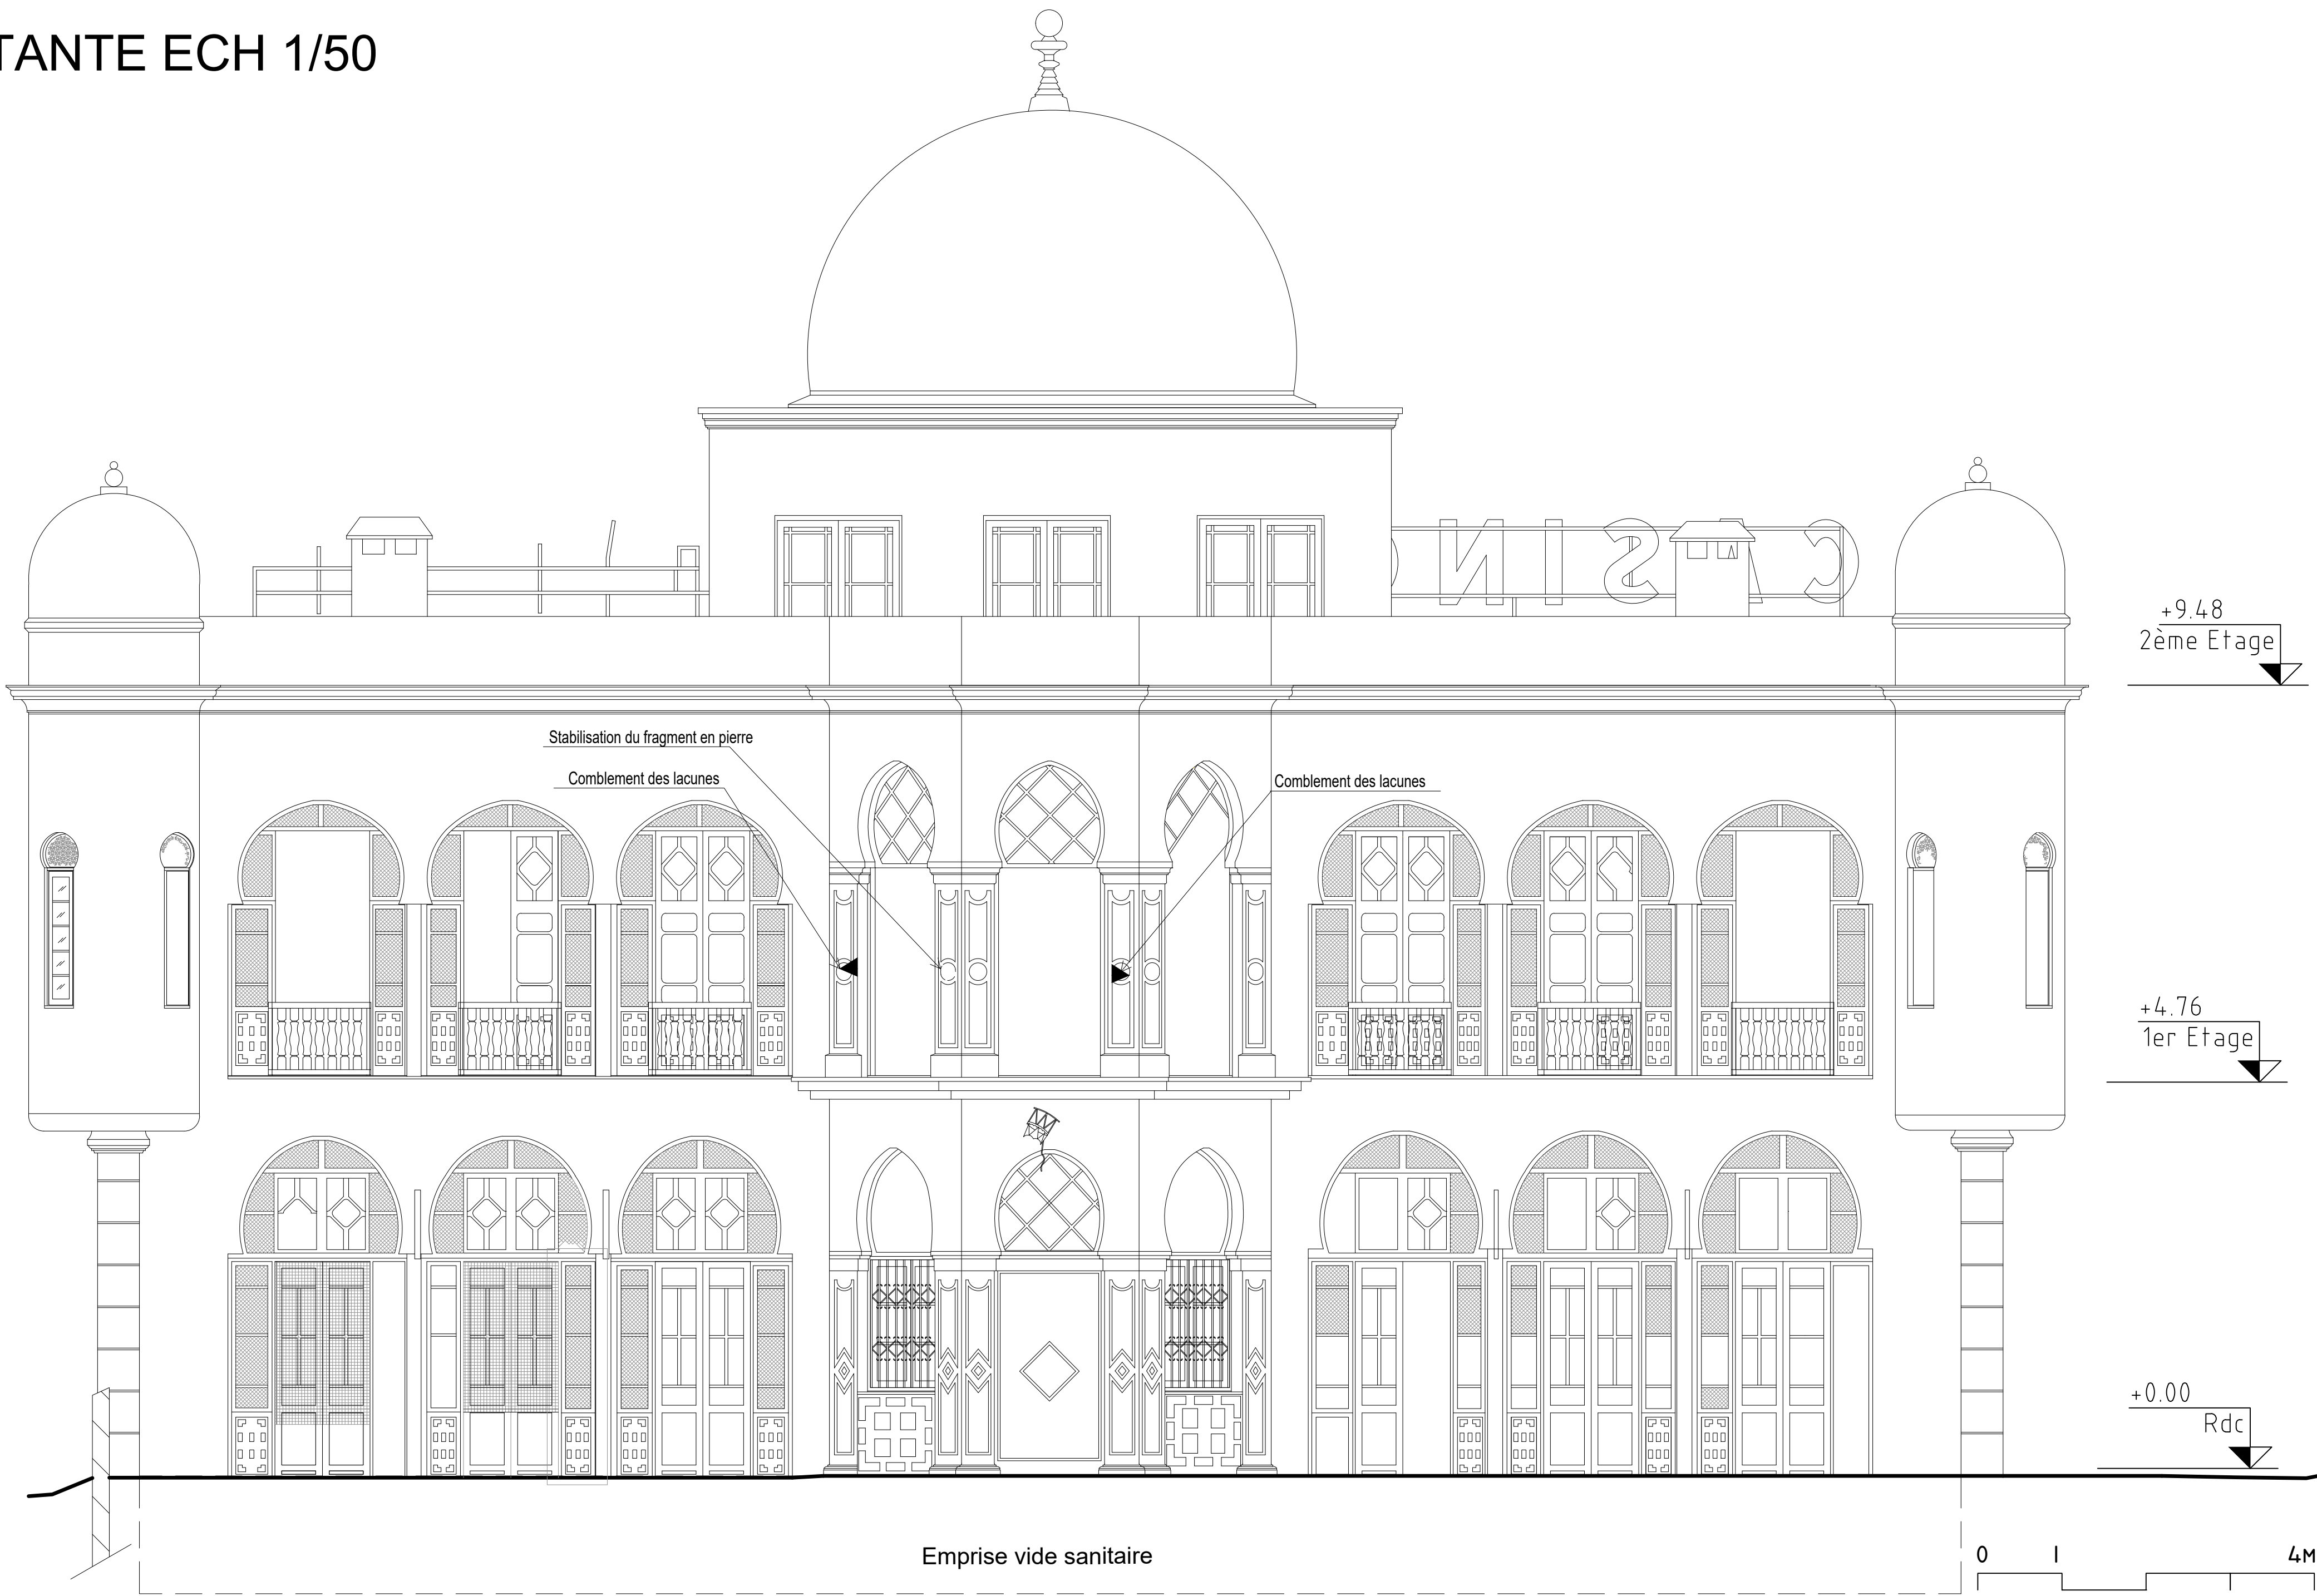 TANTE ECH 1/50
CASIN
+9.48
2ème Etage
Stabilisation du fragment en pierre
Comblement des lacunes
Comblement des lacunes
+4.76
1er Etage
+0.00
Rdc
Emprise vide sanitaire
0 1 4M